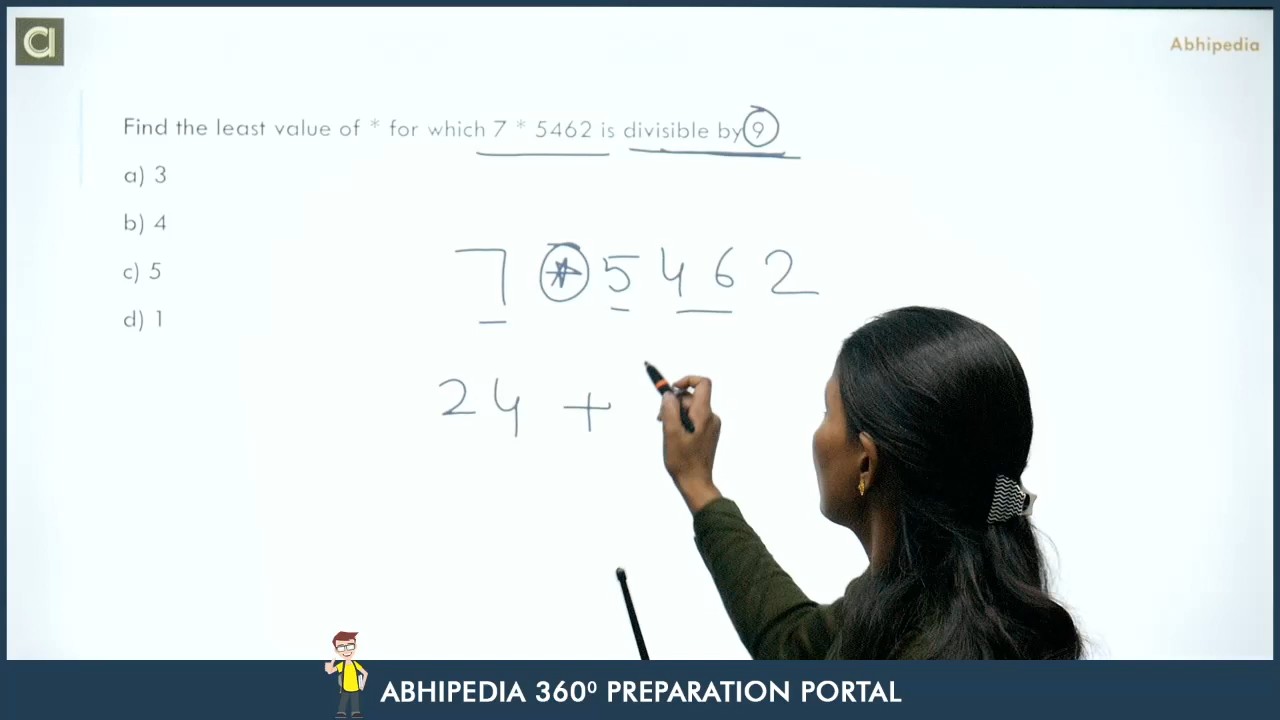 a
Abhipedia
Find the least value of * for which 7 * 5462 is divisible by 9
a) 3
b) 4
c) 5
d) 1
7 * 5 4 6 2
24 +
ABHIPEDIA 360⁰ PREPARATION PORTAL